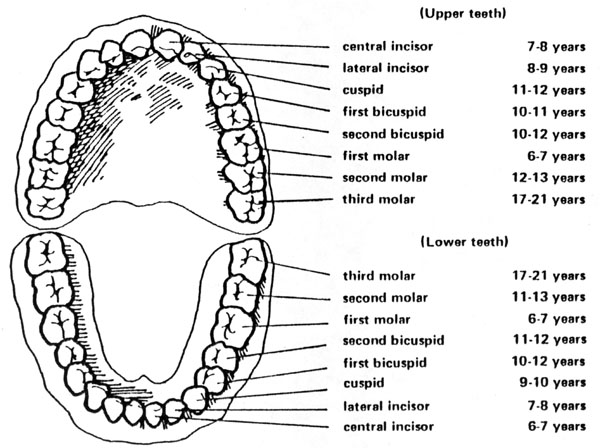 (Upper teeth)
central incisor 7-8 years
lateral incisor 8-9 years
cuspid 11-12 years
first bicuspid 10-11 years
second bicuspid 10-12 years
first molar 6-7 years
second molar 12-13 years
third molar 17-21 years
(Lower teeth)
third molar 17-21 years
second molar 11-13 years
first molar 6-7 years
second bicuspid 11-12 years
first bicuspid 10-12 years
cuspid 9-10 years
lateral incisor 7-8 years
central incisor 6-7 years